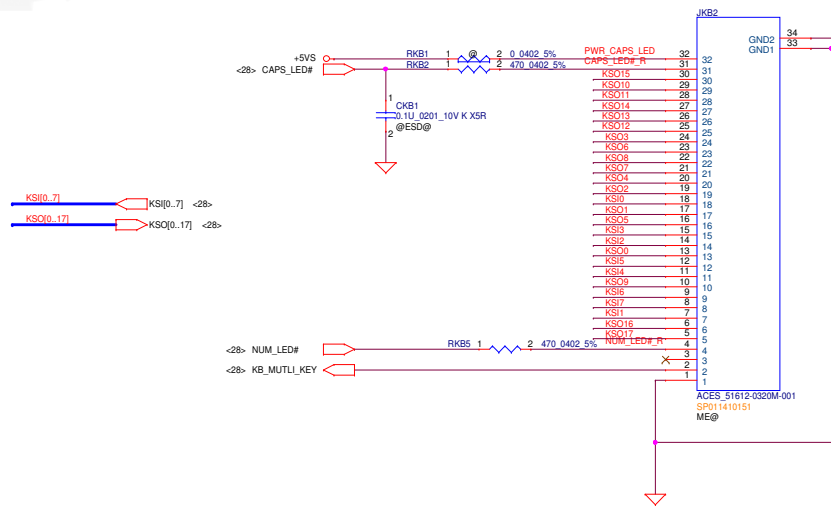 JKB2
34
GND2
33
GND1
+5VS RKB1 1 @ 2 0_0402_5% PWR_CAPS_LED 32 32
<28> CAPS_LED# RKB2 1 2 470_0402_5% CAPS_LED#_R 31 31
KSO15 30 30
KSO10 29 29
KSO11 28 28
KSO14 27 27
KSO13 26 26
KSO12 25 25
KSO3 24 24
KSO6 23 23
KSO8 22 22
KSO7 21 21
KSO4 20 20
KSO2 19 19
KSI0 18 18
KSO1 17 17
KSO5 16 16
KSI3 15 15
KSI2 14 14
KSO0 13 13
KSI5 12 12
KSI4 11 11
KSO9 10 10
KSI6 9 9
KSI7 8 8
KSI1 7 7
KSO16 6 6
KSO17 5 5
1
CKB1
.0.1U_0201_10V K X5R
@ESD@
2
KSI[0..7] KSI[0..7] <28>
KSO[0..17] KSO[0..17] <28>
<28> NUM_LED# RKB5 1 2 470_0402_5% NUM_LED#_R 4 4
3 3
<28> KB_MUTLI_KEY 2 2
1 1
ACES_51612-0320M-001
SP011410151
ME@